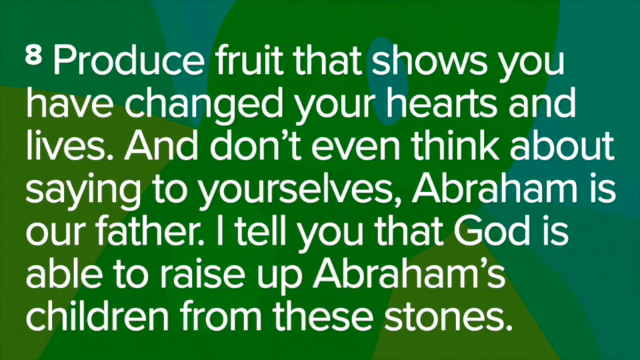 8 Produce fruit that shows you
have changed your hearts and
lives. And don’t even think about
saying to yourselves, Abraham is
our father. I tell you that God is
able to raise up Abraham’s
children from these stones.